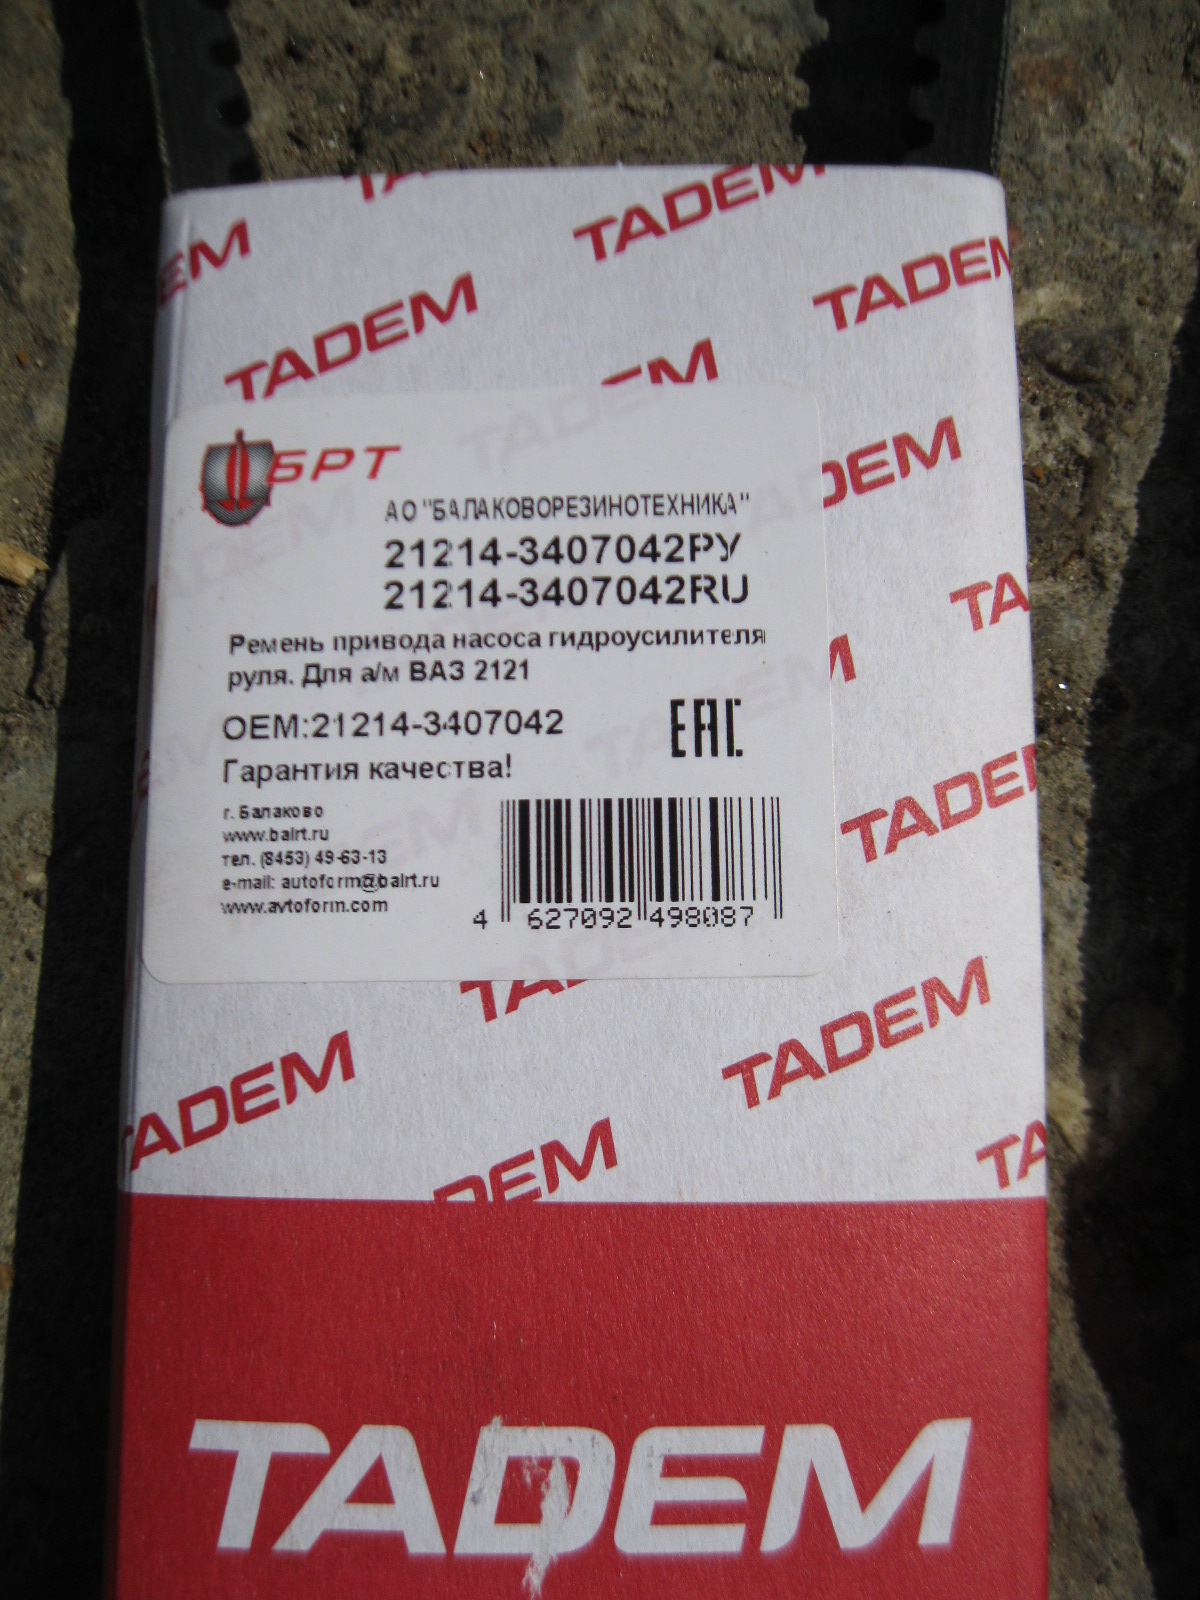 TADEM
TADEM
TADEM
TADEM
TADEM
БРТ
АО "БАЛАКОВОРЕЗИНОТЕХНИКА"
21214-3407042РУ
21214-3407042RU
Ремень привода насоса гидроусилителя
руля. Для а/м ВАЗ 2121
OEM:21214-3407042
EAC
Гарантия качества!
г. Балаково
www.balrt.ru
тел. (8453) 49-63-13
e-mail: autoform@balrt.ru
www.avtoform.com
4 627092 498087
TADEM
TADEM
TADEM
DEM
TADEM